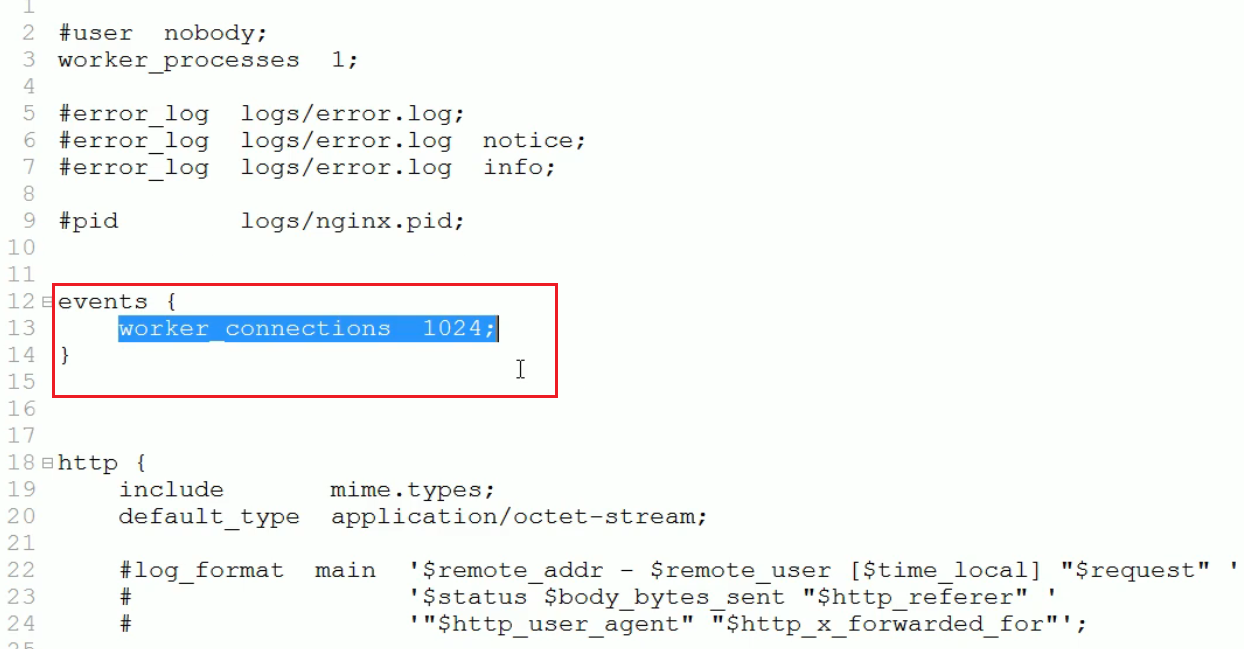 1
2 #user  nobody;
3 worker_processes  1;
4
5 #error_log  logs/error.log;
6 #error_log  logs/error.log  notice;
7 #error_log  logs/error.log  info;
8
9 #pid        logs/nginx.pid;
10
11
12 events {
13     worker_connections  1024;
14 }
15
16
17
18 http {
19     include       mime.types;
20     default_type  application/octet-stream;
21
22     #log_format  main  '$remote_addr - $remote_user [$time_local] "$request" '
23     #                  '$status $body_bytes_sent "$http_referer" '
24     #                  '"$http_user_agent" "$http_x_forwarded_for"';
25